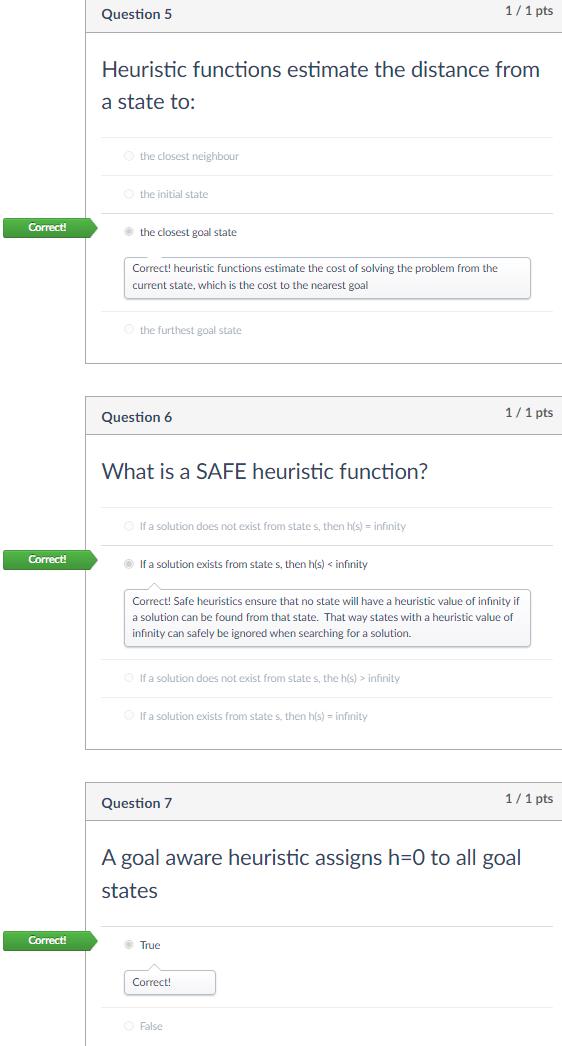 Question 5
1 / 1 pts
Heuristic functions estimate the distance from
a state to:
the closest neighbour
the initial state
Correct!
the closest goal state
Correct! heuristic functions estimate the cost of solving the problem from the
current state, which is the cost to the nearest goal
the furthest goal state
Question 6
1 / 1 pts
What is a SAFE heuristic function?
If a solution does not exist from state s, then h(s) = infinity
Correct!
If a solution exists from state s, then h(s) < infinity
Correct! Safe heuristics ensure that no state will have a heuristic value of infinity if
a solution can be found from that state.  That way states with a heuristic value of
infinity can safely be ignored when searching for a solution.
If a solution does not exist from state s, the h(s) > infinity
If a solution exists from state s, then h(s) = infinity
Question 7
1 / 1 pts
A goal aware heuristic assigns h=0 to all goal
states
Correct!
True
Correct!
False